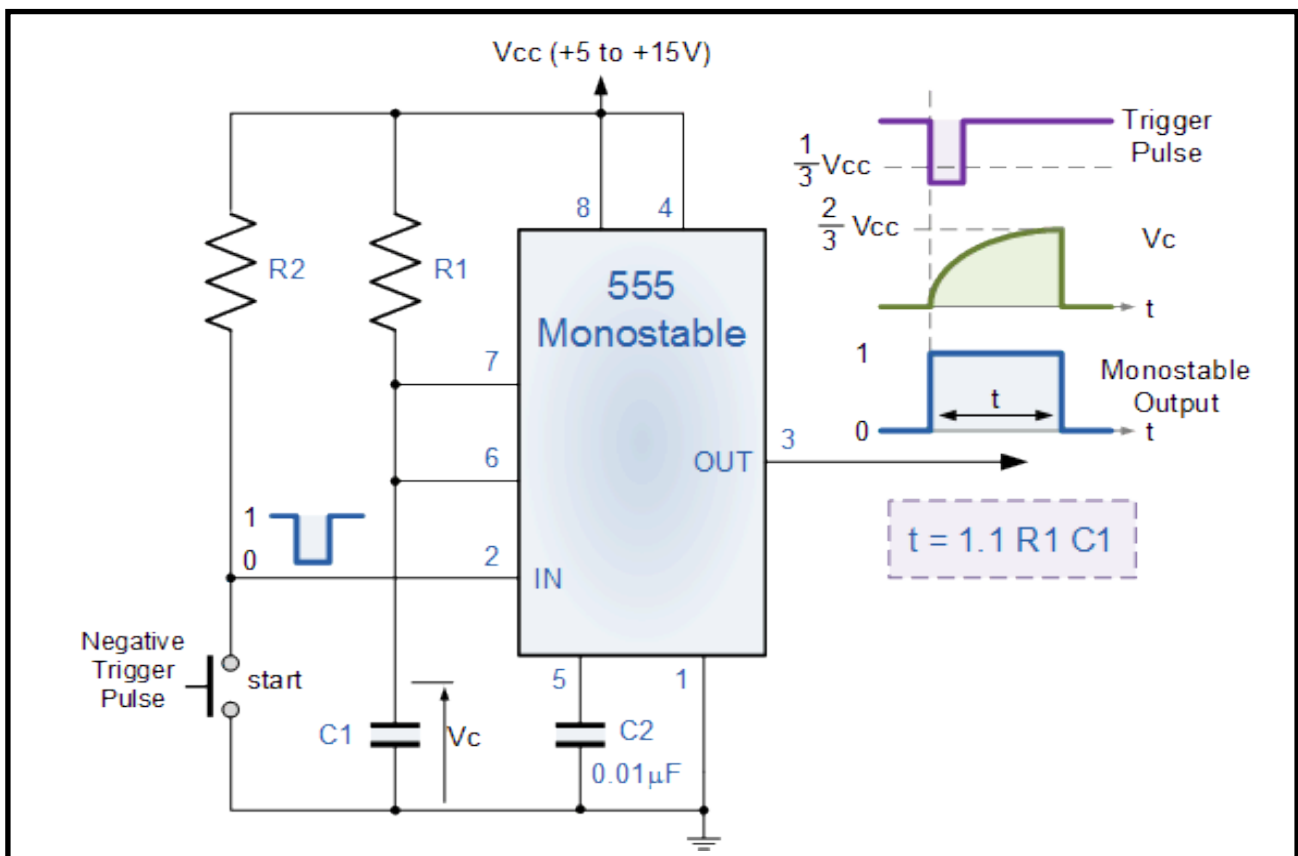 Vcc (+5 to +15V)
R2
R1
8
4
555
Monostable
7
6
2
IN
OUT
3
5
1
1
0
Negative
Trigger
Pulse
start
C1
Vc
C2
0.01µF
1/3 Vcc
Trigger
Pulse
2/3 Vcc
Vc
t
1
0
t
Monostable
Output
t
t = 1.1 R1 C1